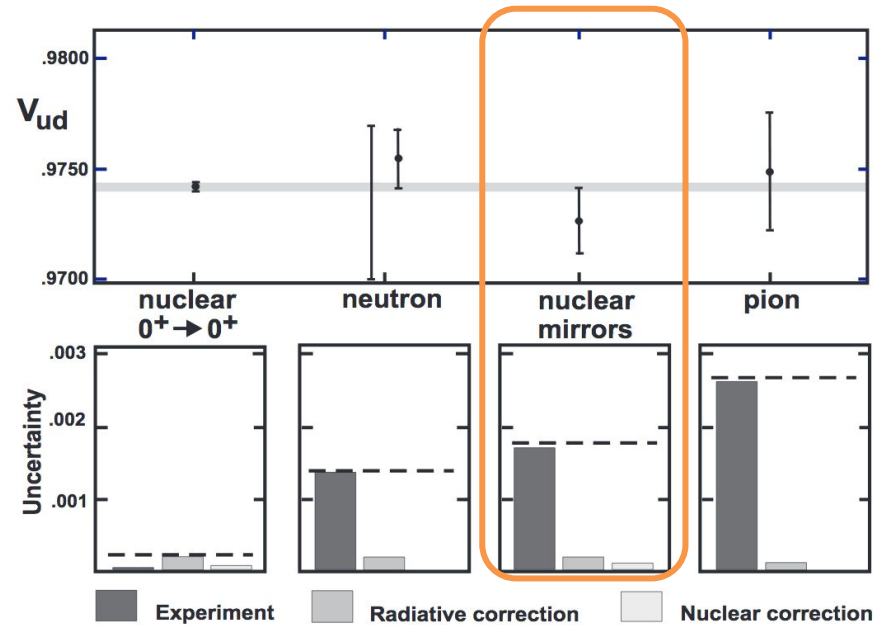 .9800
V_ud
.9750
.9700
nuclear
0⁺→0⁺
neutron
nuclear
mirrors
pion
.003
.002
Uncertainty
.001
Experiment
Radiative correction
Nuclear correction